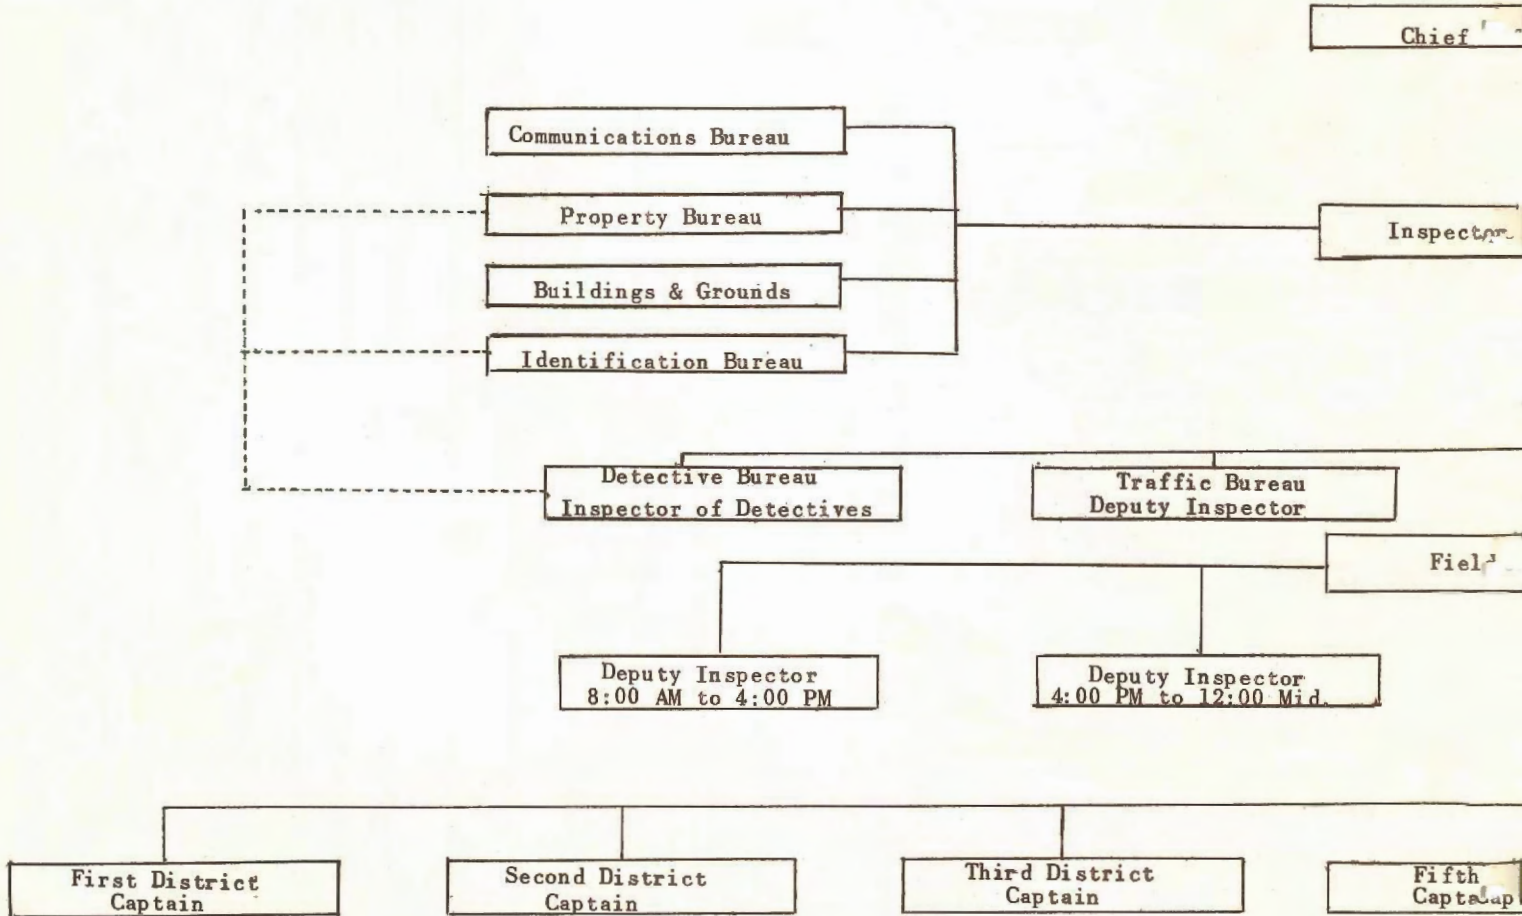 Chief
Communications Bureau
Property Bureau
Inspector
Buildings & Grounds
Identification Bureau
Detective Bureau
Inspector of Detectives
Traffic Bureau
Deputy Inspector
Deputy Inspector
8:00 AM to 4:00 PM
Deputy Inspector
4:00 PM to 12:00 Mid.
First District
Captain
Second District
Captain
Third District
Captain
Fifth